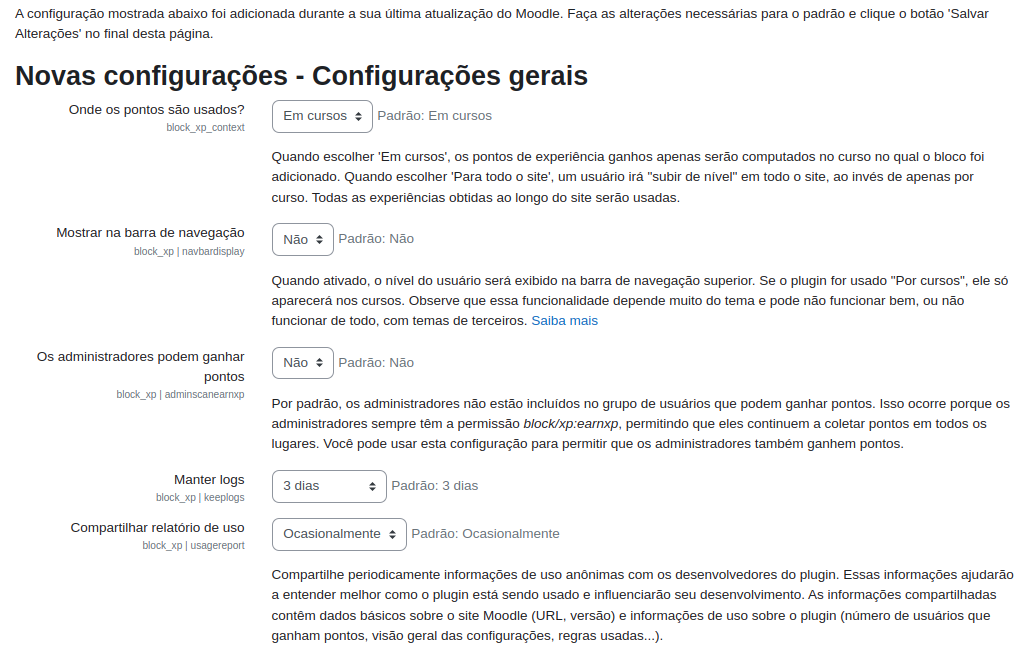 A configuração mostrada abaixo foi adicionada durante a sua última atualização do Moodle. Faça as alterações necessárias para o padrão e clique o botão 'Salvar
Alterações' no final desta página.
Novas configurações - Configurações gerais
Onde os pontos são usados?
block_xp_context
Em cursos
Padrão: Em cursos
Quando escolher 'Em cursos', os pontos de experiência ganhos apenas serão computados no curso no qual o bloco foi
adicionado. Quando escolher 'Para todo o site', um usuário irá "subir de nível" em todo o site, ao invés de apenas por
curso. Todas as experiências obtidas ao longo do site serão usadas.
Mostrar na barra de navegação
block_xp | navbardisplay
Não
Padrão: Não
Quando ativado, o nível do usuário será exibido na barra de navegação superior. Se o plugin for usado "Por cursos", ele só
aparecerá nos cursos. Observe que essa funcionalidade depende muito do tema e pode não funcionar bem, ou não
funcionar de todo, com temas de terceiros. Saiba mais
Os administradores podem ganhar
pontos
block_xp | adminscanearnxp
Não
Padrão: Não
Por padrão, os administradores não estão incluídos no grupo de usuários que podem ganhar pontos. Isso ocorre porque os
administradores sempre têm a permissão block/xp:earnxp, permitindo que eles continuem a coletar pontos em todos os
lugares. Você pode usar esta configuração para permitir que os administradores também ganhem pontos.
Manter logs
block_xp | keeplogs
3 dias
Padrão: 3 dias
Compartilhar relatório de uso
block_xp | usagereport
Ocasionalmente
Padrão: Ocasionalmente
Compartilhe periodicamente informações de uso anônimas com os desenvolvedores do plugin. Essas informações ajudarão
a entender melhor como o plugin está sendo usado e influenciarão seu desenvolvimento. As informações compartilhadas
contêm dados básicos sobre o site Moodle (URL, versão) e informações de uso sobre o plugin (número de usuários que
ganham pontos, visão geral das configurações, regras usadas...).